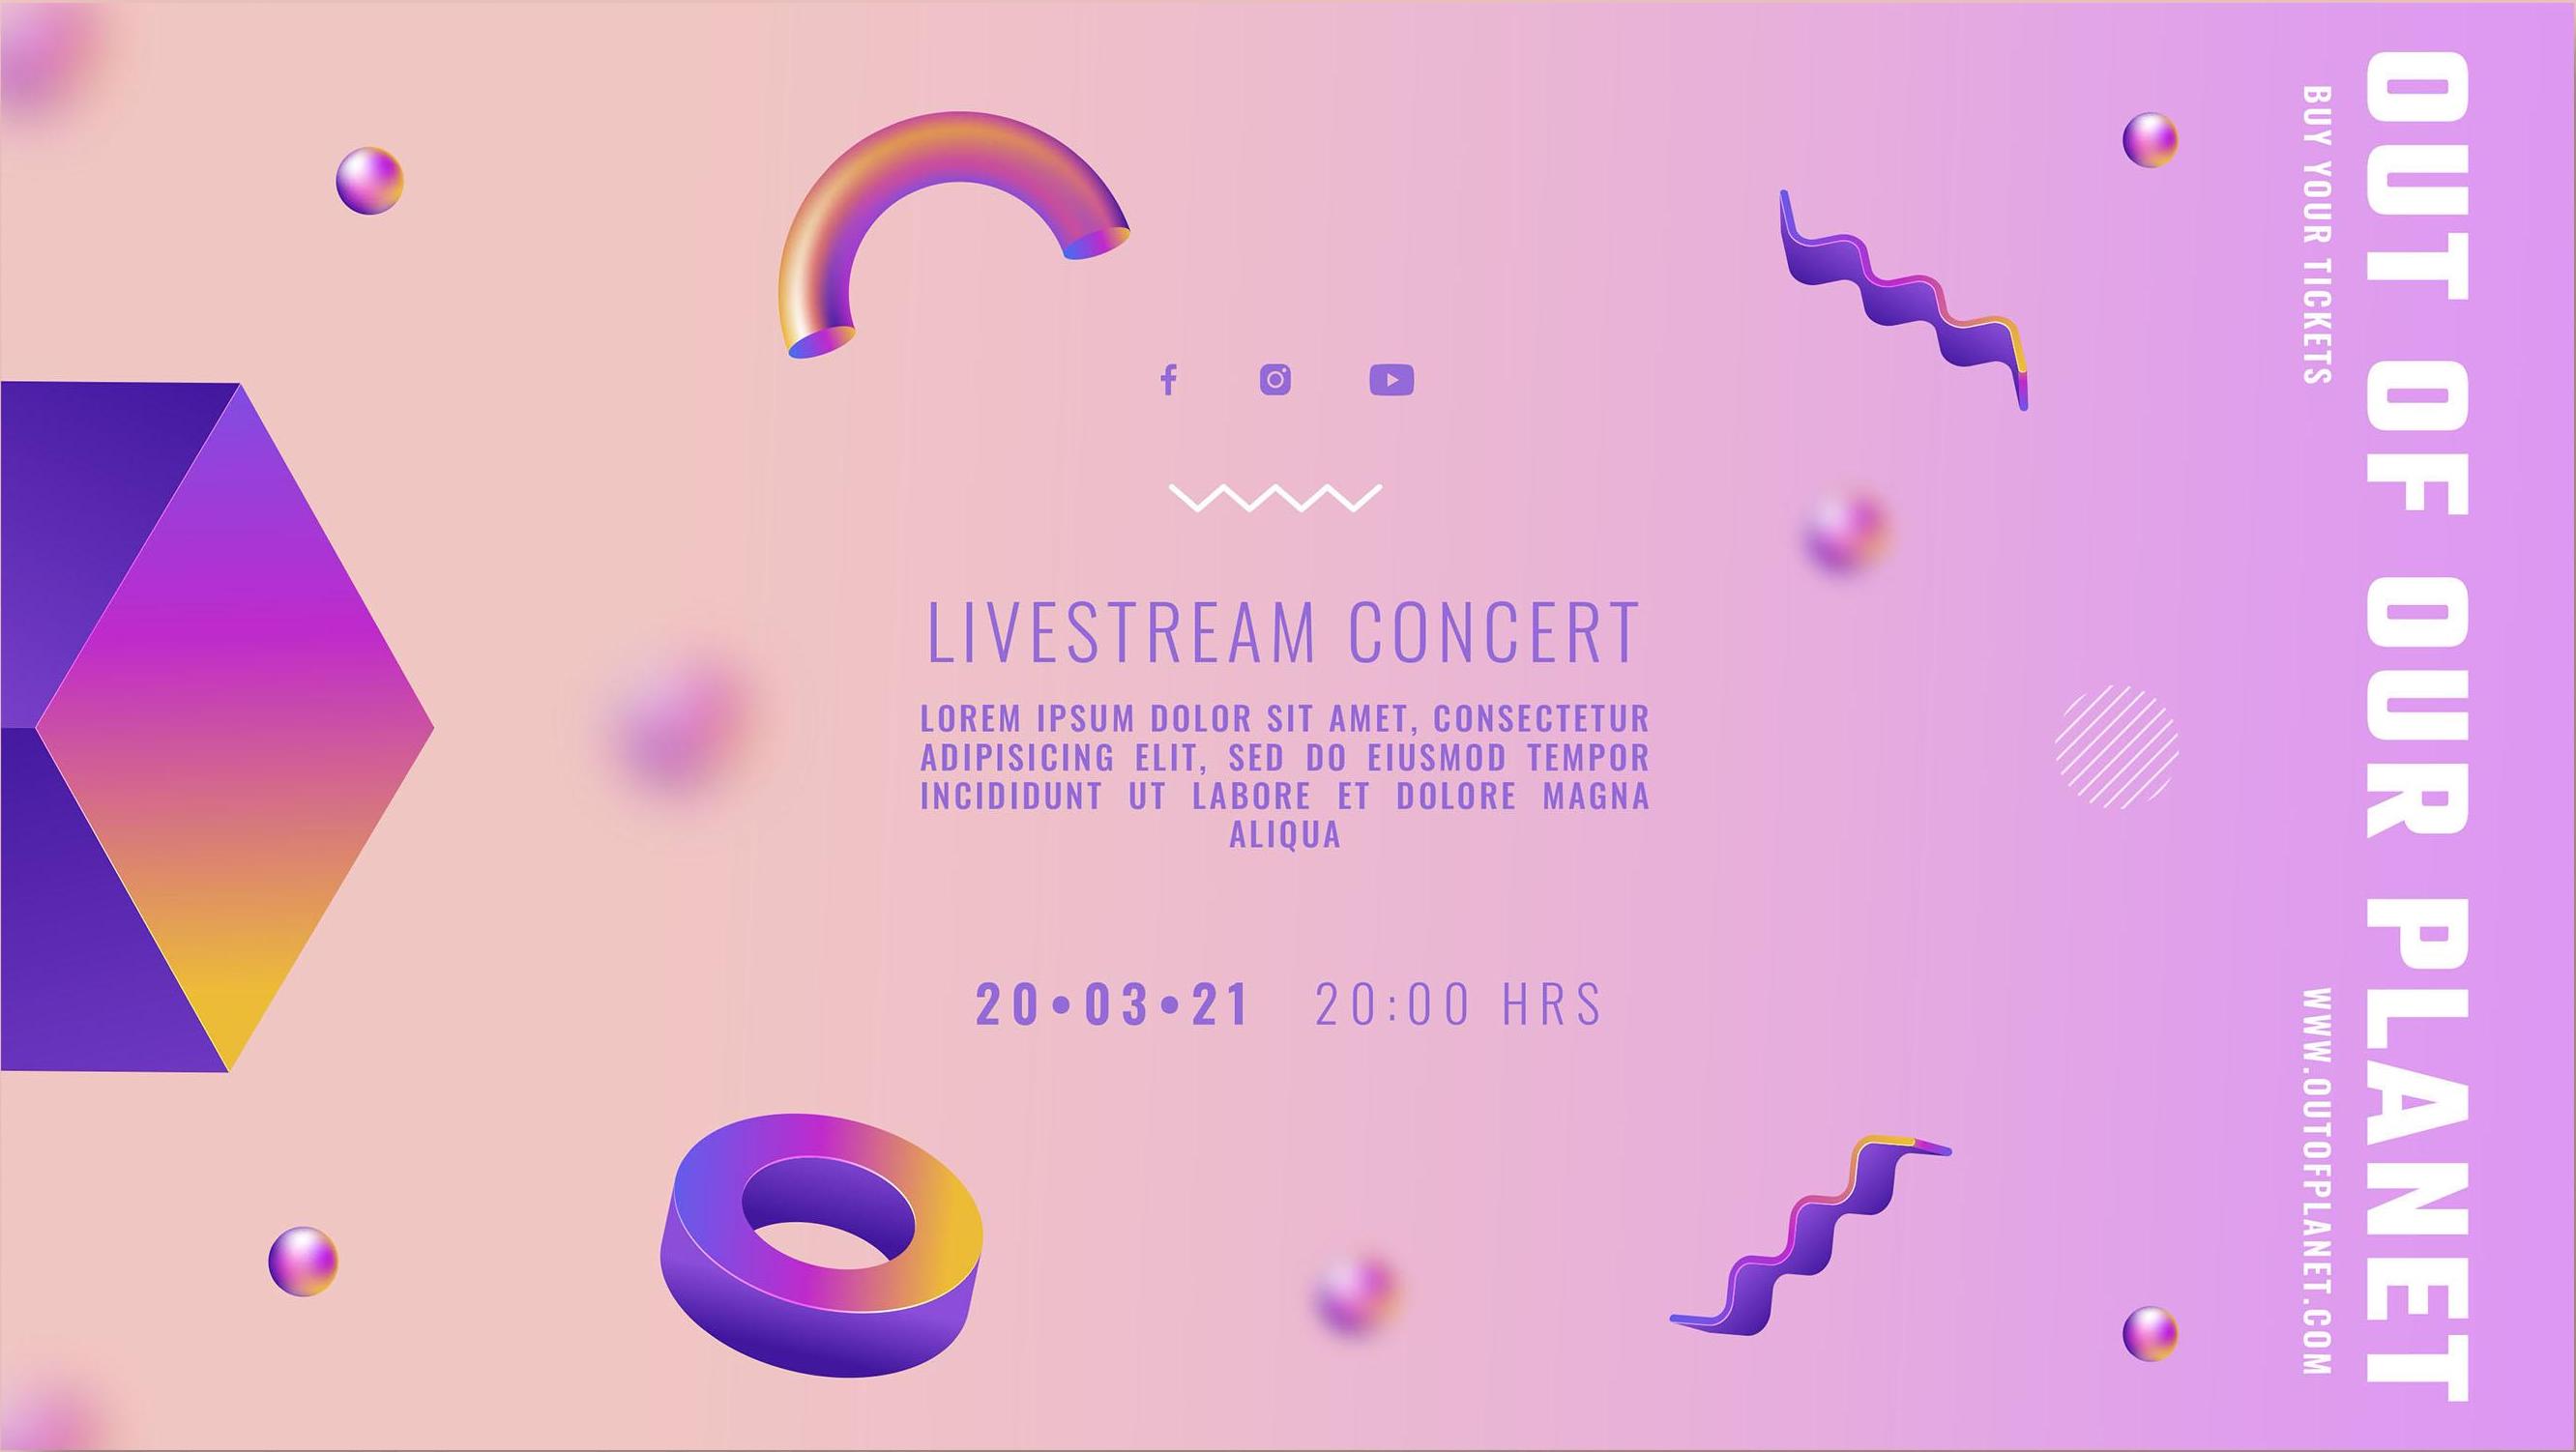 LIVESTREAM CONCERT
LOREM IPSUM DOLOR SIT AMET, CONSECTETUR
ADIPISICING ELIT, SED DO EIUSMOD TEMPOR
INCIDIDUNT UT LABORE ET DOLORE MAGNA
ALIQUA
20•03•21 20:00 HRS
OUT OF OUR PLANET
BUY YOUR TICKETS
WWW.OUTOFPLANET.COM